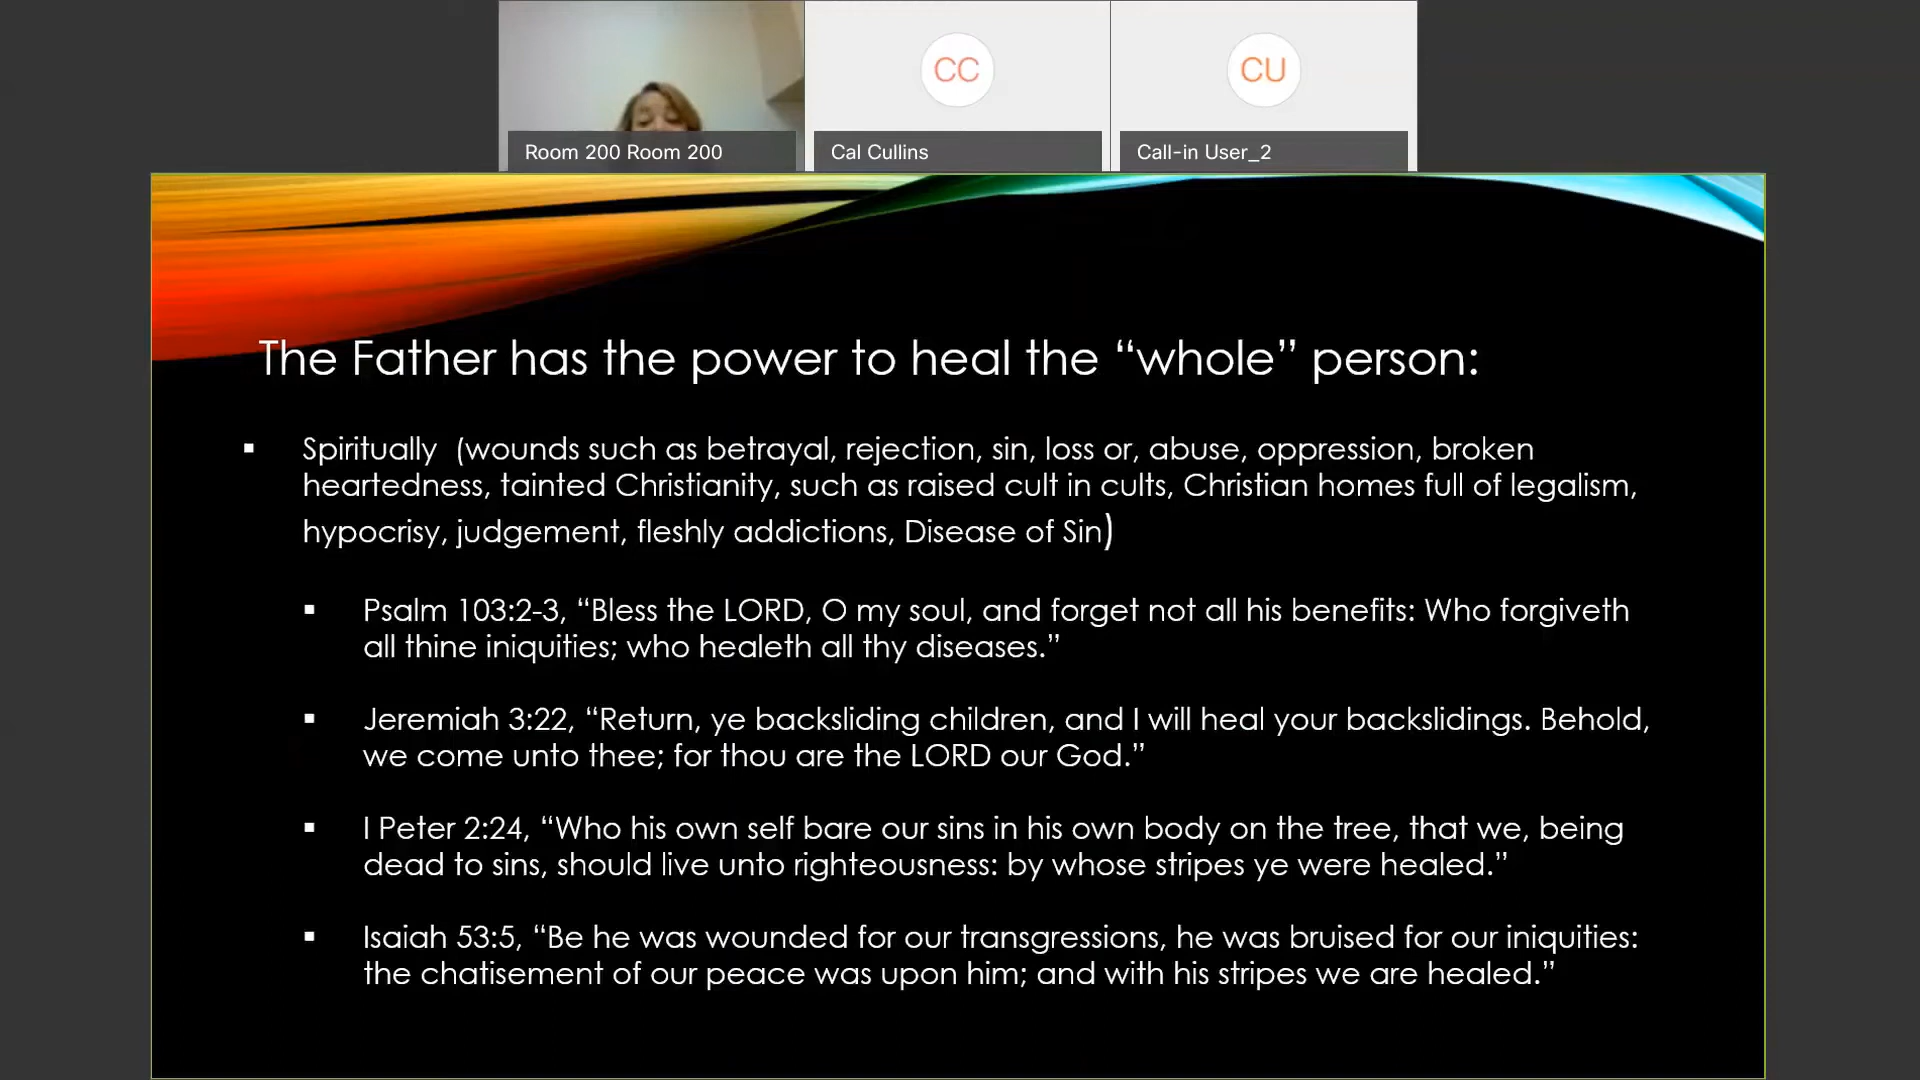 CC
CU
Room 200 Room 200
Cal Cullins
Call-in User_2
The Father has the power to heal the “whole” person:
▪ Spiritually (wounds such as betrayal, rejection, sin, loss or, abuse, oppression, broken
heartedness, tainted Christianity, such as raised cult in cults, Christian homes full of legalism,
hypocrisy, judgement, fleshly addictions, Disease of Sin)
▪ Psalm 103:2-3, “Bless the LORD, O my soul, and forget not all his benefits: Who forgiveth
all thine iniquities; who healeth all thy diseases.”
▪ Jeremiah 3:22, “Return, ye backsliding children, and I will heal your backslidings. Behold,
we come unto thee; for thou are the LORD our God.”
▪ I Peter 2:24, “Who his own self bare our sins in his own body on the tree, that we, being
dead to sins, should live unto righteousness: by whose stripes ye were healed.”
▪ Isaiah 53:5, “Be he was wounded for our transgressions, he was bruised for our iniquities:
the chatisement of our peace was upon him; and with his stripes we are healed.”